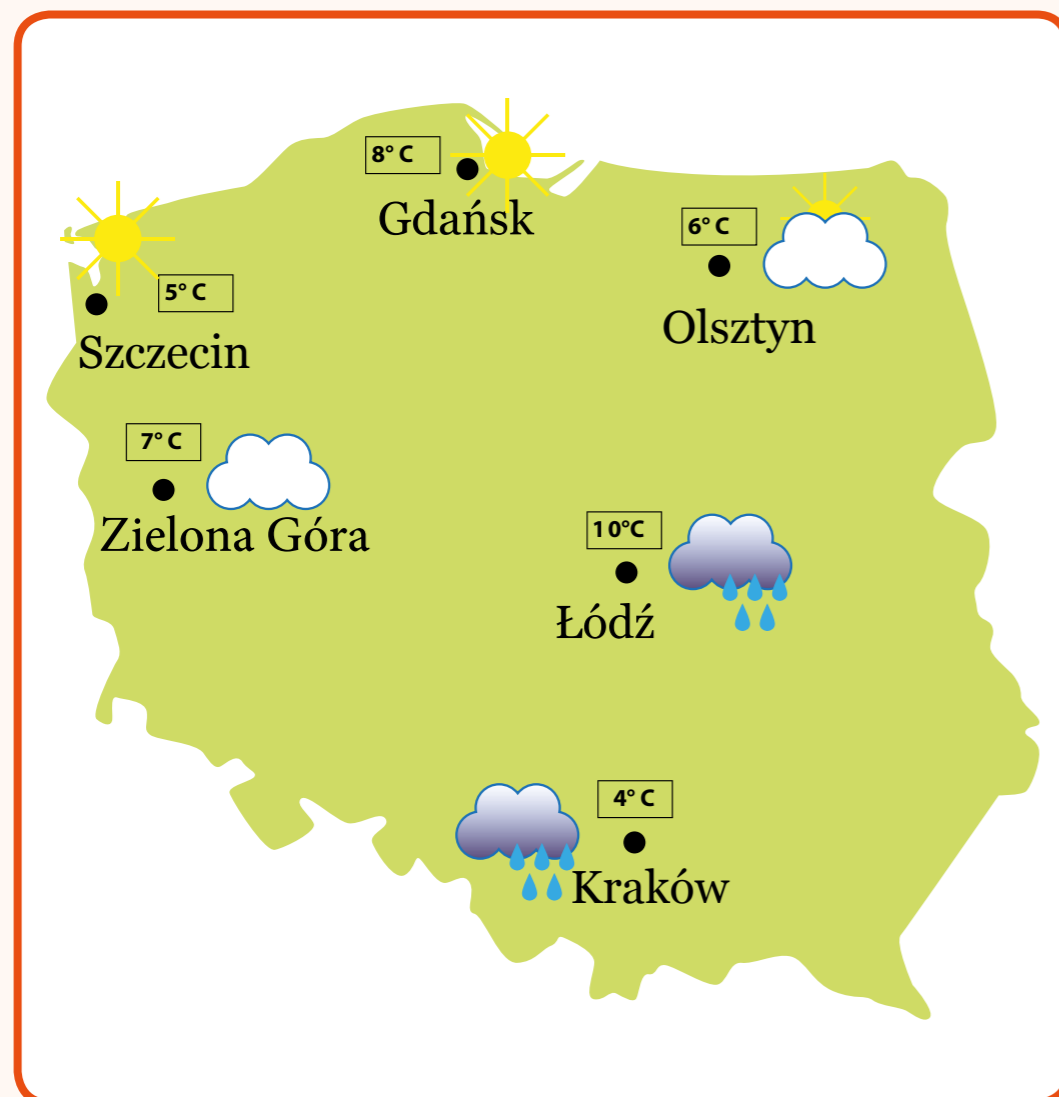 8° C
Gdańsk
6° C
Olsztyn
5° C
Szczecin
7° C
Zielona Góra
10°C
Łódź
4° C
Kraków